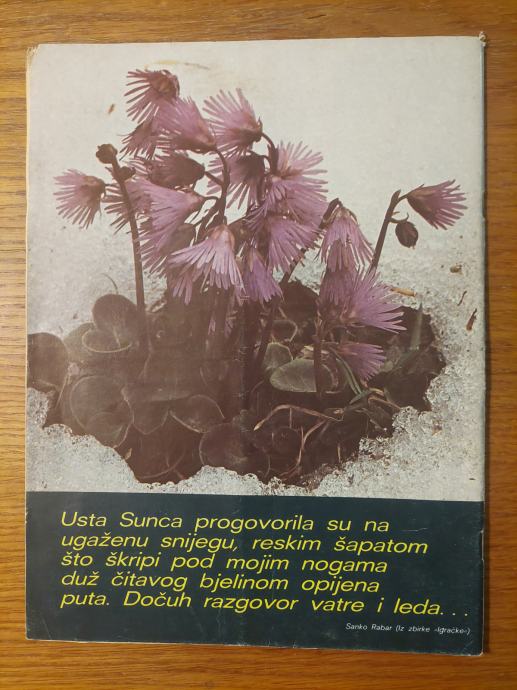 Usta Sunca progovorila su na
ugaženu snijegu, reskim šapatom
što škripi pod mojim nogama
duž čitavog bjelinom opijena
puta. Dočuh razgovor vatre i leda...
Sanko Rabar (Iz zbirke »Igračke«)